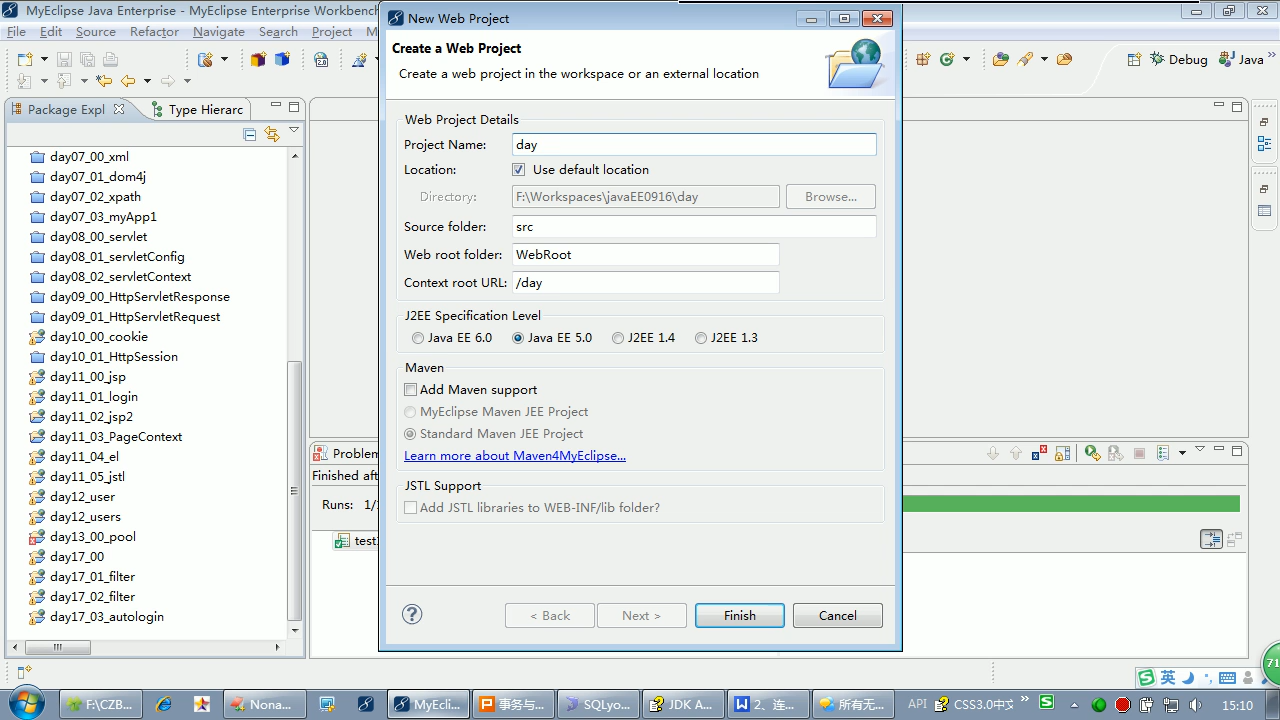 MyEclipse Java Enterprise - MyEclipse Enterprise Workbench
File Edit Source Refactor Navigate Search Project
Debug
Java
Package Expl
Type Hierarc
day07_00_xml
day07_01_dom4j
day07_02_xpath
day07_03_myApp1
day08_00_servlet
day08_01_servletConfig
day08_02_servletContext
day09_00_HttpServletResponse
day09_01_HttpServletRequest
day10_00_cookie
day10_01_HttpSession
day11_00_jsp
day11_01_login
day11_02_jsp2
day11_03_PageContext
day11_04_el
day11_05_jstl
day12_user
day12_users
day13_00_pool
day17_00
day17_01_filter
day17_02_filter
day17_03_autologin
New Web Project
Create a Web Project
Create a web project in the workspace or an external location
Web Project Details
Project Name: day
Location: Use default location
Directory: F:\Workspaces\javaEE0916\day Browse...
Source folder: src
Web root folder: WebRoot
Context root URL: /day
J2EE Specification Level
Java EE 6.0 Java EE 5.0 J2EE 1.4 J2EE 1.3
Maven
Add Maven support
MyEclipse Maven JEE Project
Standard Maven JEE Project
Learn more about Maven4MyEclipse...
JSTL Support
Add JSTL libraries to WEB-INF/lib folder?
< Back Next > Finish Cancel
Problem
Finished afte
Runs: 1/
test
英
71
F:\CZB... Nona... MyEcli... 事务与... SQLyo... JDK A... 2、连... 所有无... API CSS3.0中文 15:10